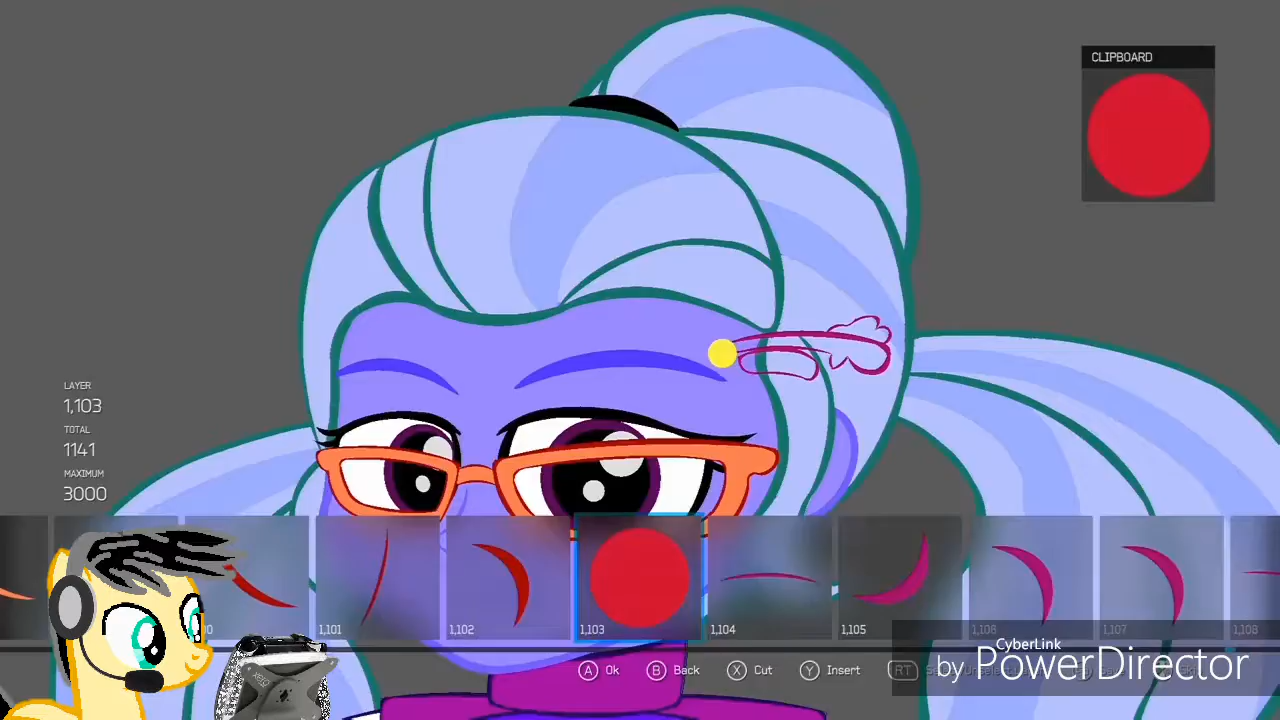 CLIPBOARD
LAYER
1,103
TOTAL
1141
MAXIMUM
3000
1,101
1,102
1,103
1,104
1,105
1,106
1,107
1,108
A Ok
B Back
X Cut
Y Insert
RT
CyberLink
by PowerDirector